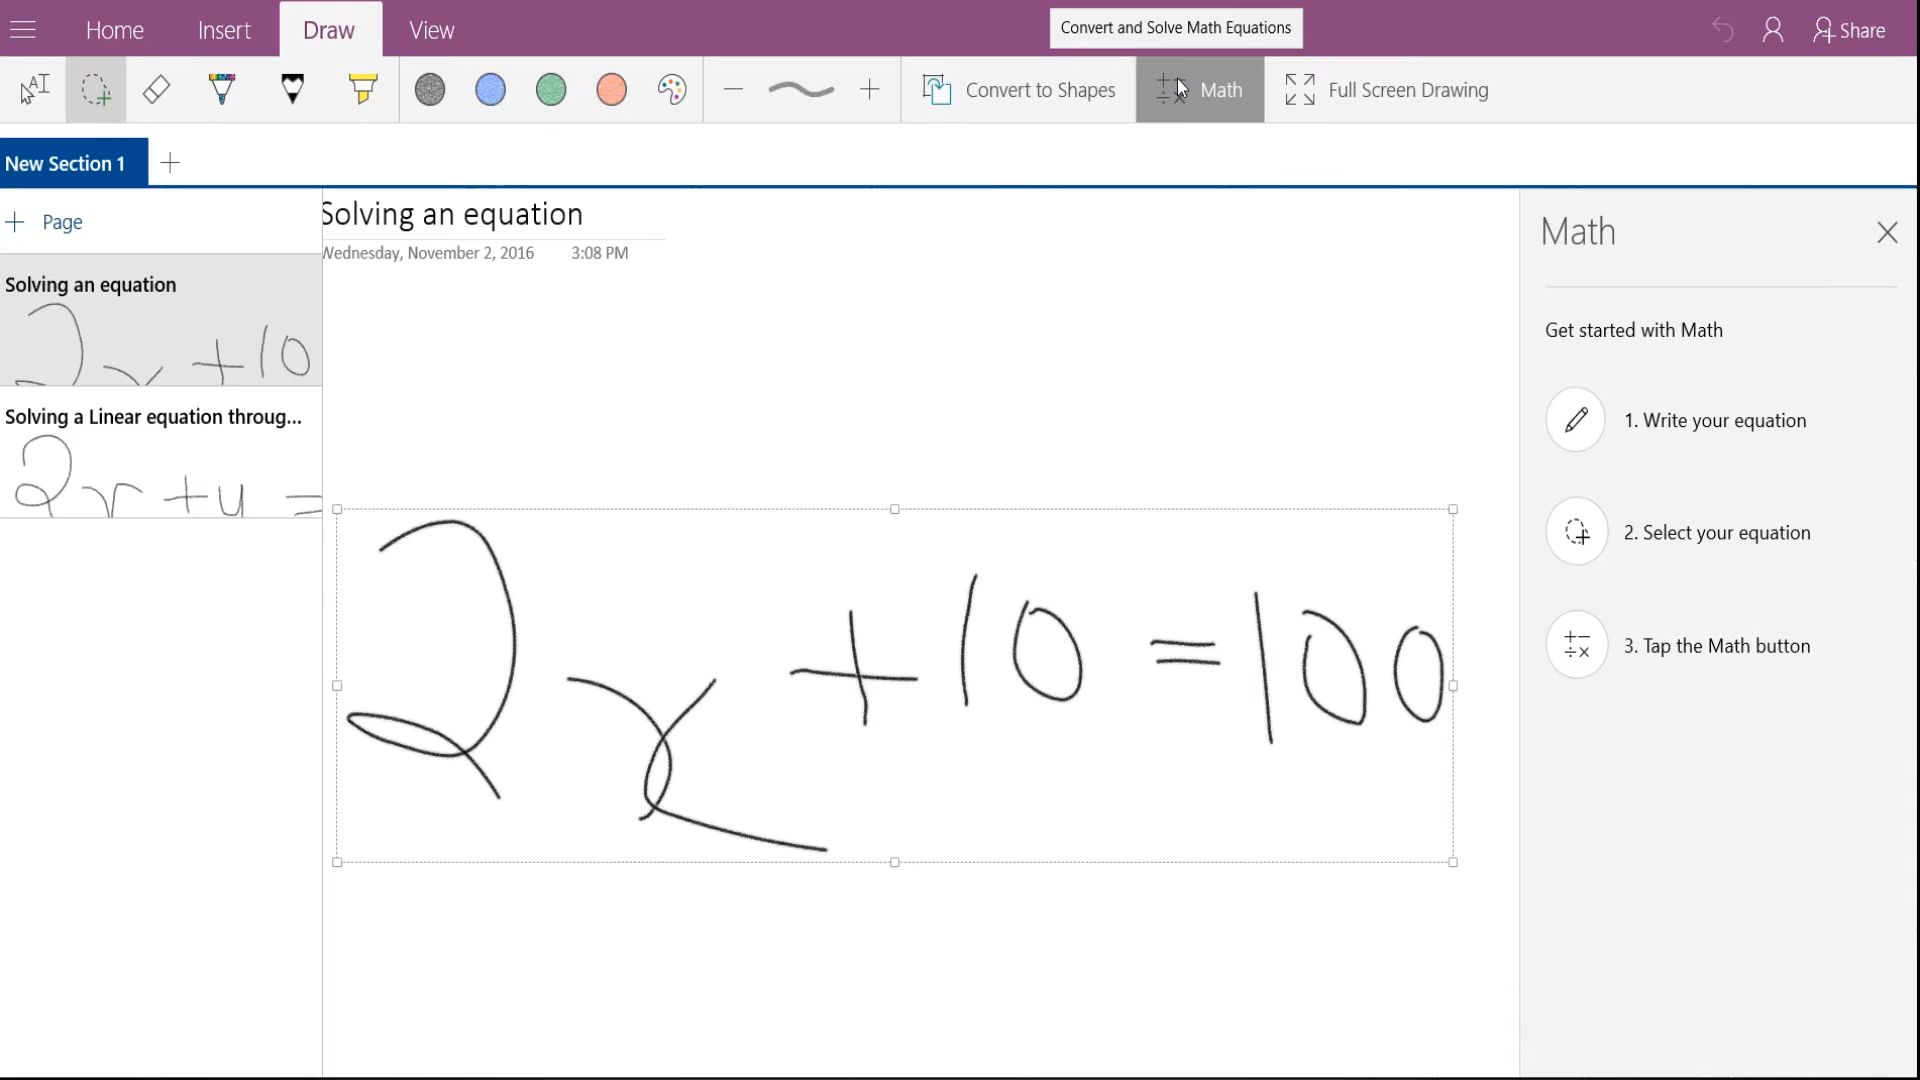 Home Insert Draw View Convert and Solve Math Equations Share
Convert to Shapes Math Full Screen Drawing
New Section 1
Page
Solving an equation
Wednesday, November 2, 2016 3:08 PM
Solving an equation
2x +10
Solving a Linear equation throug...
2x +y =
2x +10 =100
Math
Get started with Math
1. Write your equation
2. Select your equation
3. Tap the Math button